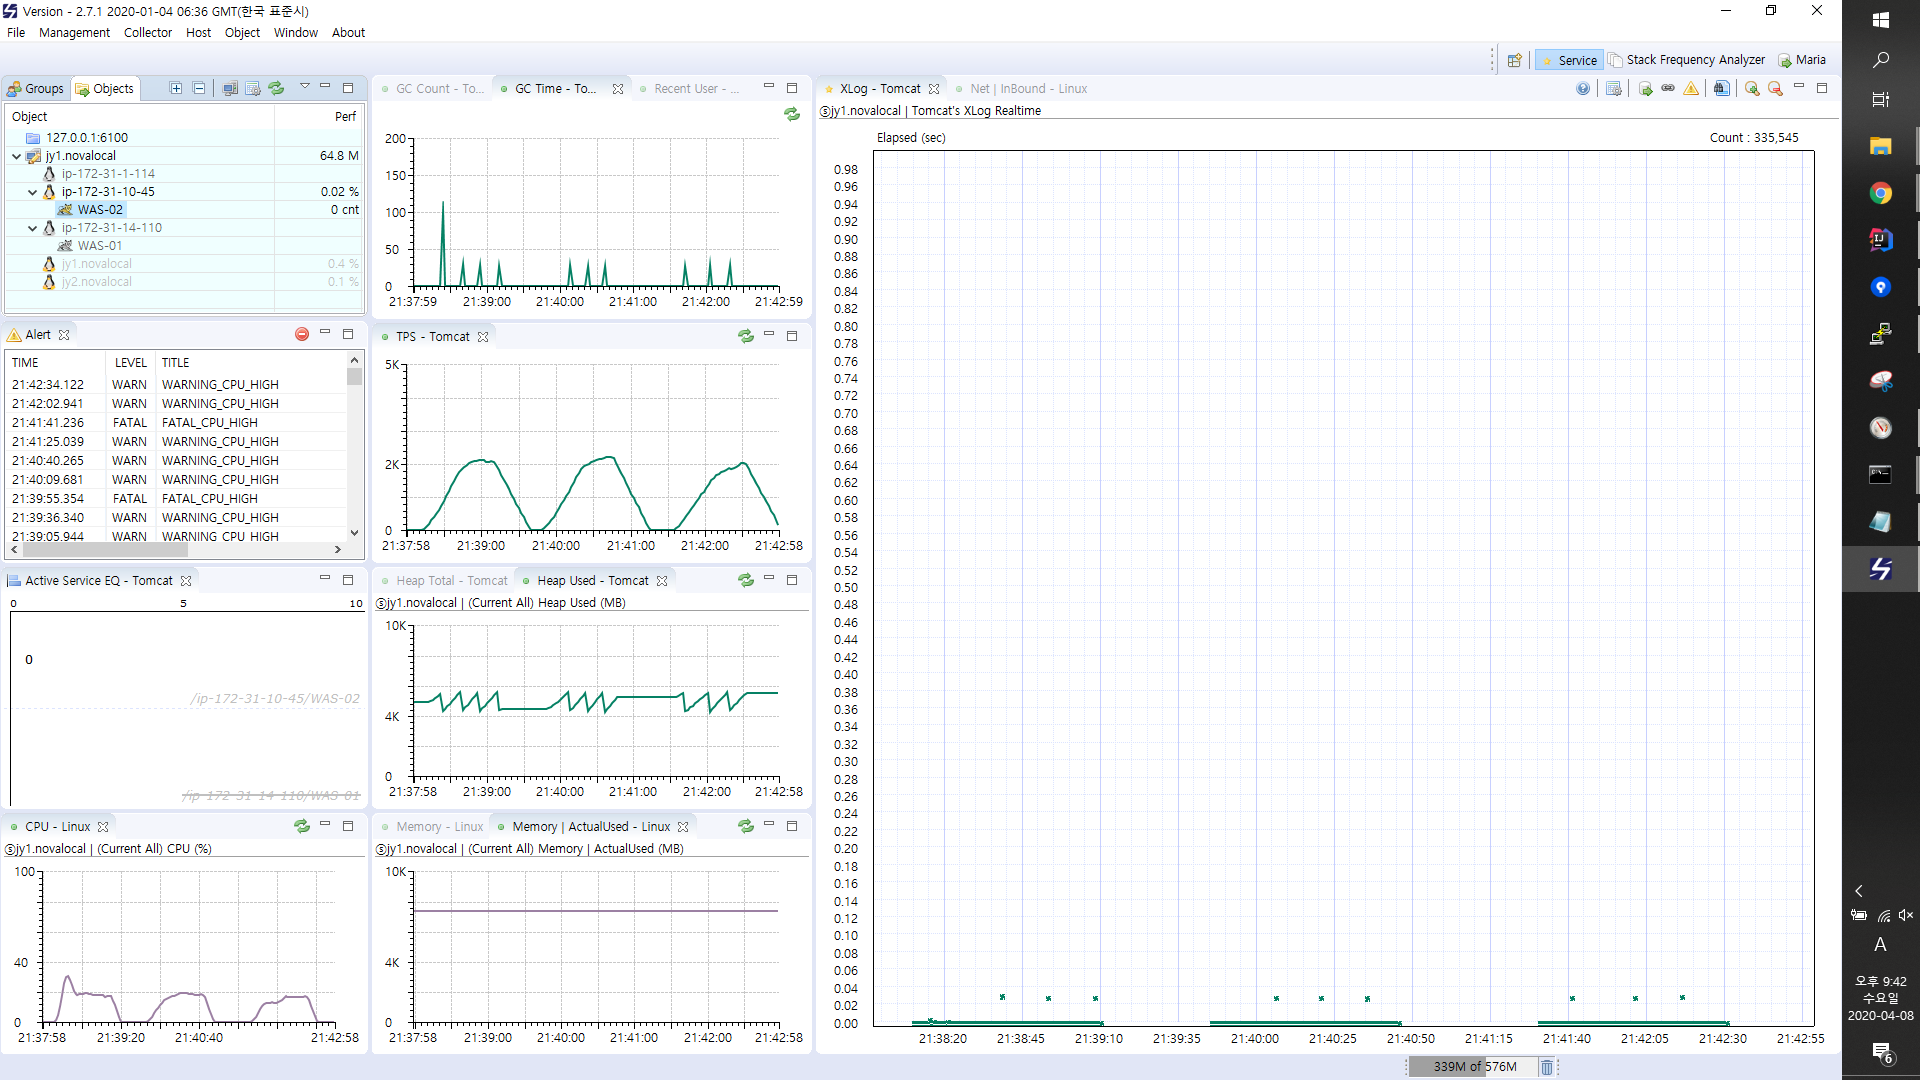 Version - 2.7.1 2020-01-04 06:36 GMT(한국 표준시)
File Management Collector Host Object Window About
Service Stack Frequency Analyzer Maria
Groups Objects
Object Perf
127.0.0.1:6100
jy1.novalocal 64.8 M
ip-172-31-1-114
ip-172-31-10-45 0.02 %
WAS-02 0 cnt
ip-172-31-14-110
WAS-01
jy1.novalocal 0.4 %
jy2.novalocal 0.1 %
Alert
TIME LEVEL TITLE
21:42:34.122 WARN WARNING_CPU_HIGH
21:42:02.941 WARN WARNING_CPU_HIGH
21:41:41.236 FATAL FATAL_CPU_HIGH
21:41:25.039 WARN WARNING_CPU_HIGH
21:40:40.265 WARN WARNING_CPU_HIGH
21:40:09.681 WARN WARNING_CPU_HIGH
21:39:55.354 FATAL FATAL_CPU_HIGH
21:39:36.340 WARN WARNING_CPU_HIGH
21:39:05.944 WARN WARNING_CPU_HIGH
Active Service EQ - Tomcat
0 5 10
0
/ip-172-31-10-45/WAS-02
/ip-172-31-14-110/WAS-01
CPU - Linux
ⓢjy1.novalocal | (Current All) CPU (%)
100
40
0
21:37:58 21:39:20 21:40:40 21:42:58
GC Count - To... GC Time - To... Recent User - ...
200
150
100
50
0
21:37:59 21:39:00 21:40:00 21:41:00 21:42:00 21:42:59
TPS - Tomcat
5K
2K
0
21:37:58 21:39:00 21:40:00 21:41:00 21:42:00 21:42:58
Heap Total - Tomcat Heap Used - Tomcat
ⓢjy1.novalocal | (Current All) Heap Used (MB)
10K
4K
0
21:37:58 21:39:00 21:40:00 21:41:00 21:42:00 21:42:58
Memory - Linux Memory | ActualUsed - Linux
ⓢjy1.novalocal | (Current All) Memory | ActualUsed (MB)
10K
4K
0
21:37:58 21:39:00 21:40:00 21:41:00 21:42:00 21:42:58
XLog - Tomcat Net | InBound - Linux
ⓢjy1.novalocal | Tomcat's XLog Realtime
Elapsed (sec) Count : 335,545
0.98
0.96
0.94
0.92
0.90
0.88
0.86
0.84
0.82
0.80
0.78
0.76
0.74
0.72
0.70
0.68
0.66
0.64
0.62
0.60
0.58
0.56
0.54
0.52
0.50
0.48
0.46
0.44
0.42
0.40
0.38
0.36
0.34
0.32
0.30
0.28
0.26
0.24
0.22
0.20
0.18
0.16
0.14
0.12
0.10
0.08
0.06
0.04
0.02
0.00
21:38:20 21:38:45 21:39:10 21:39:35 21:40:00 21:40:25 21:40:50 21:41:15 21:41:40 21:42:05 21:42:30 21:42:55
339M of 576M
A
오후 9:42
수요일
2020-04-08
6